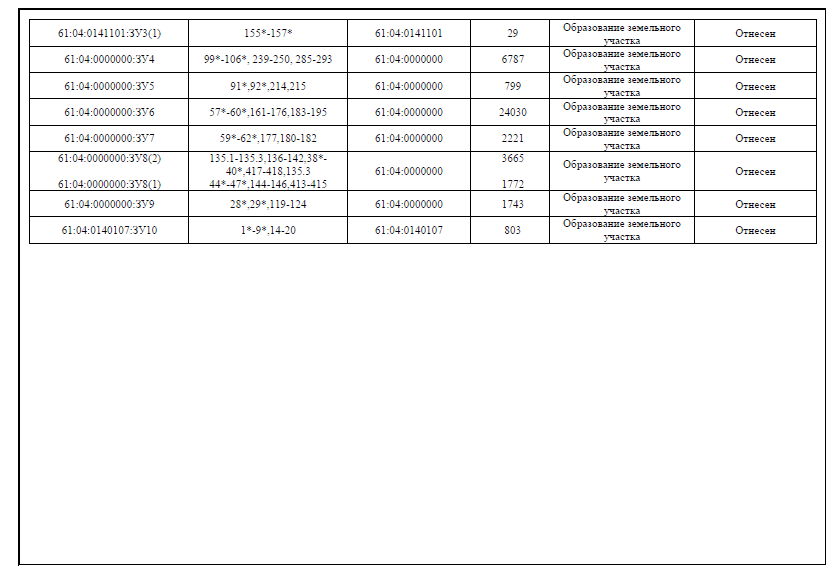 61:04:0141101:ЗУ3(1) 155*-157* 61:04:0141101 29 Образование земельного участка Отнесен
61:04:0000000:ЗУ4 99*-106*, 239-250, 285-293 61:04:0000000 6787 Образование земельного участка Отнесен
61:04:0000000:ЗУ5 91*,92*,214,215 61:04:0000000 799 Образование земельного участка Отнесен
61:04:0000000:ЗУ6 57*-60*,161-176,183-195 61:04:0000000 24030 Образование земельного участка Отнесен
61:04:0000000:ЗУ7 59*-62*,177,180-182 61:04:0000000 2221 Образование земельного участка Отнесен
61:04:0000000:ЗУ8(2) 135.1-135.3,136-142,38*- 3665
40*,417-418,135.3 61:04:0000000 Образование земельного участка Отнесен
61:04:0000000:ЗУ8(1) 44*-47*,144-146,413-415 1772
61:04:0000000:ЗУ9 28*,29*,119-124 61:04:0000000 1743 Образование земельного участка Отнесен
61:04:0140107:ЗУ10 1*-9*,14-20 61:04:0140107 803 Образование земельного участка Отнесен